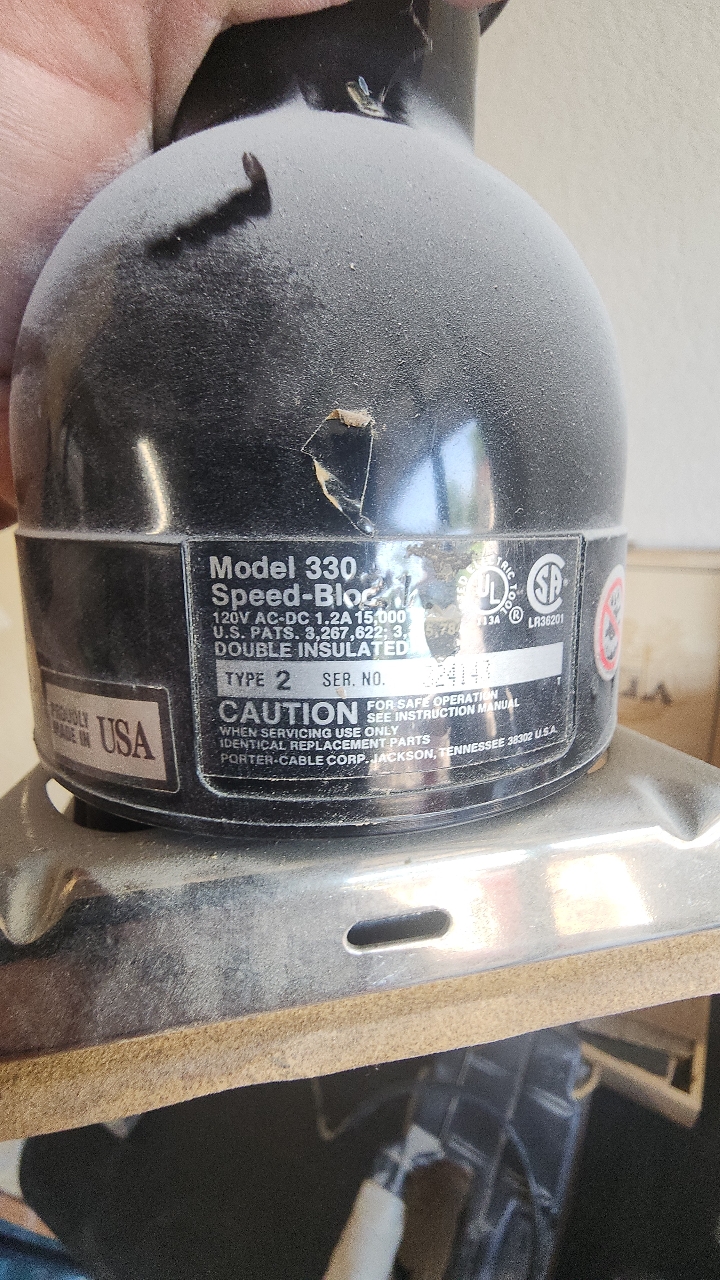 Model 330
Speed-Bloc
120V AC-DC 1.2A 15,000
U.S. PATS. 3,267,622; 3,
DOUBLE INSULATED
TYPE 2 SER. NO.
CAUTION FOR SAFE OPERATION
SEE INSTRUCTION MANUAL
WHEN SERVICING USE ONLY
IDENTICAL REPLACEMENT PARTS
PORTER-CABLE CORP. JACKSON, TENNESSEE 38302 U.S.A.
UL
LR36201
T
PROUDLY
MADE IN USA